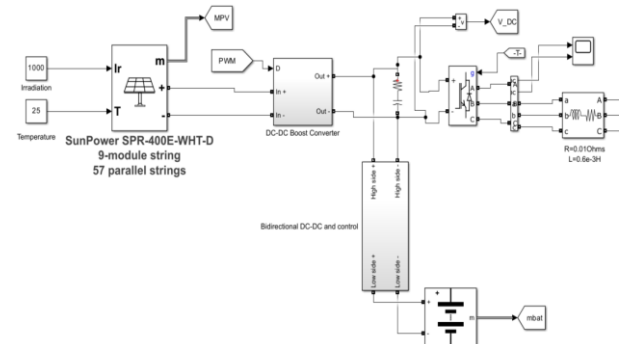 MPV
V_DC
1000
Ir
m
PWM
D
v
-T-
Irradiation
25
T
+
-
In +
In -
Out +
Out -
Temperature
DC-DC Boost Converter
SunPower SPR-400E-WHT-D
9-module string
57 parallel strings
+
-
g
A
B
C
a
b
c
A
B
C
R=0.01Ohms
L=0.6e-3H
High side +
High side -
Bidirectional DC-DC and control
Low side +
Low side -
+
-
m
mbat